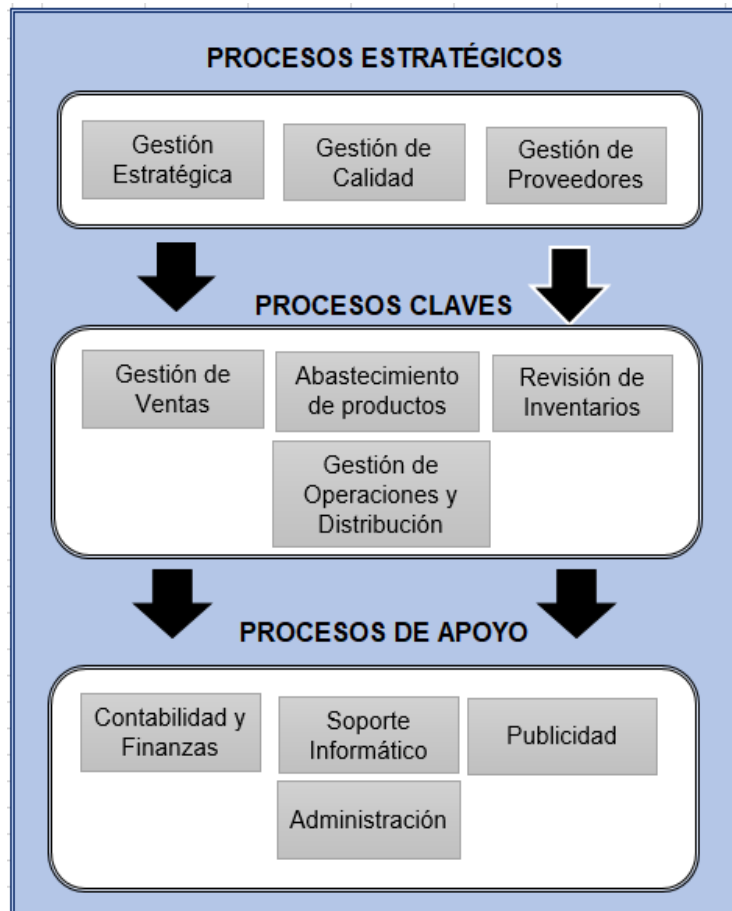 PROCESOS ESTRATÉGICOS
Gestión
Estratégica
Gestión de
Calidad
Gestión de
Proveedores
PROCESOS CLAVES
Gestión de
Ventas
Abastecimiento
de productos
Revisión de
Inventarios
Gestión de
Operaciones y
Distribución
PROCESOS DE APOYO
Contabilidad y
Finanzas
Soporte
Informático
Publicidad
Administración